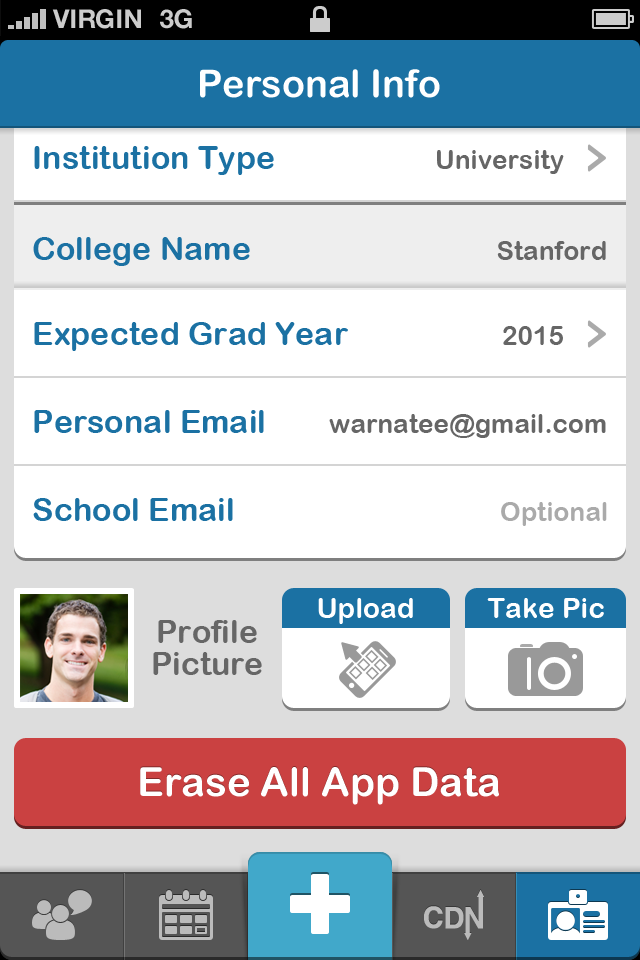 VIRGIN 3G
Personal Info
Institution Type University
College Name Stanford
Expected Grad Year 2015
Personal Email warnatee@gmail.com
School Email Optional
Profile
Picture
Upload
Take Pic
Erase All App Data
CDN